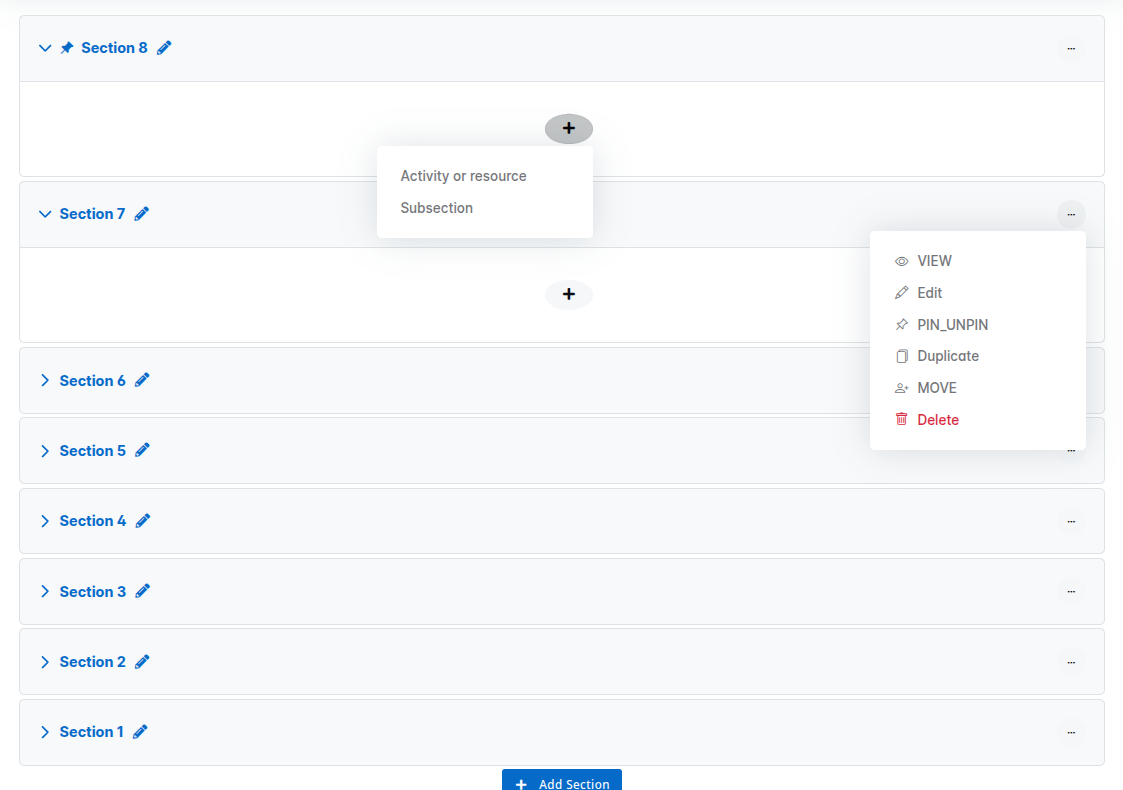 Section 8
Activity or resource
Subsection
Section 7
VIEW
Edit
PIN_UNPIN
Duplicate
MOVE
Delete
Section 6
Section 5
Section 4
Section 3
Section 2
Section 1
Add Section